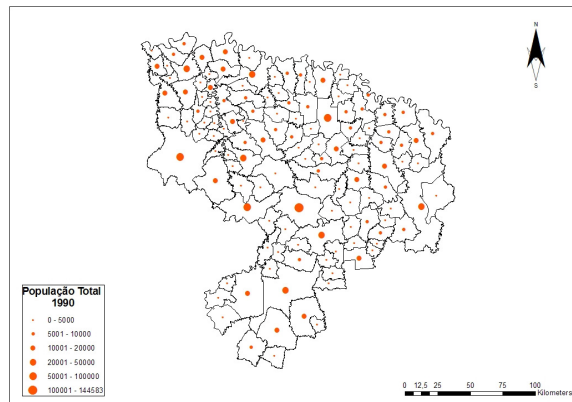 N
S
População Total
1990
0 - 5000
5001 - 10000
10001 - 20000
20001 - 50000
50001 - 100000
100001 - 144583
0 12.5 25 50 75 100
Kilometers